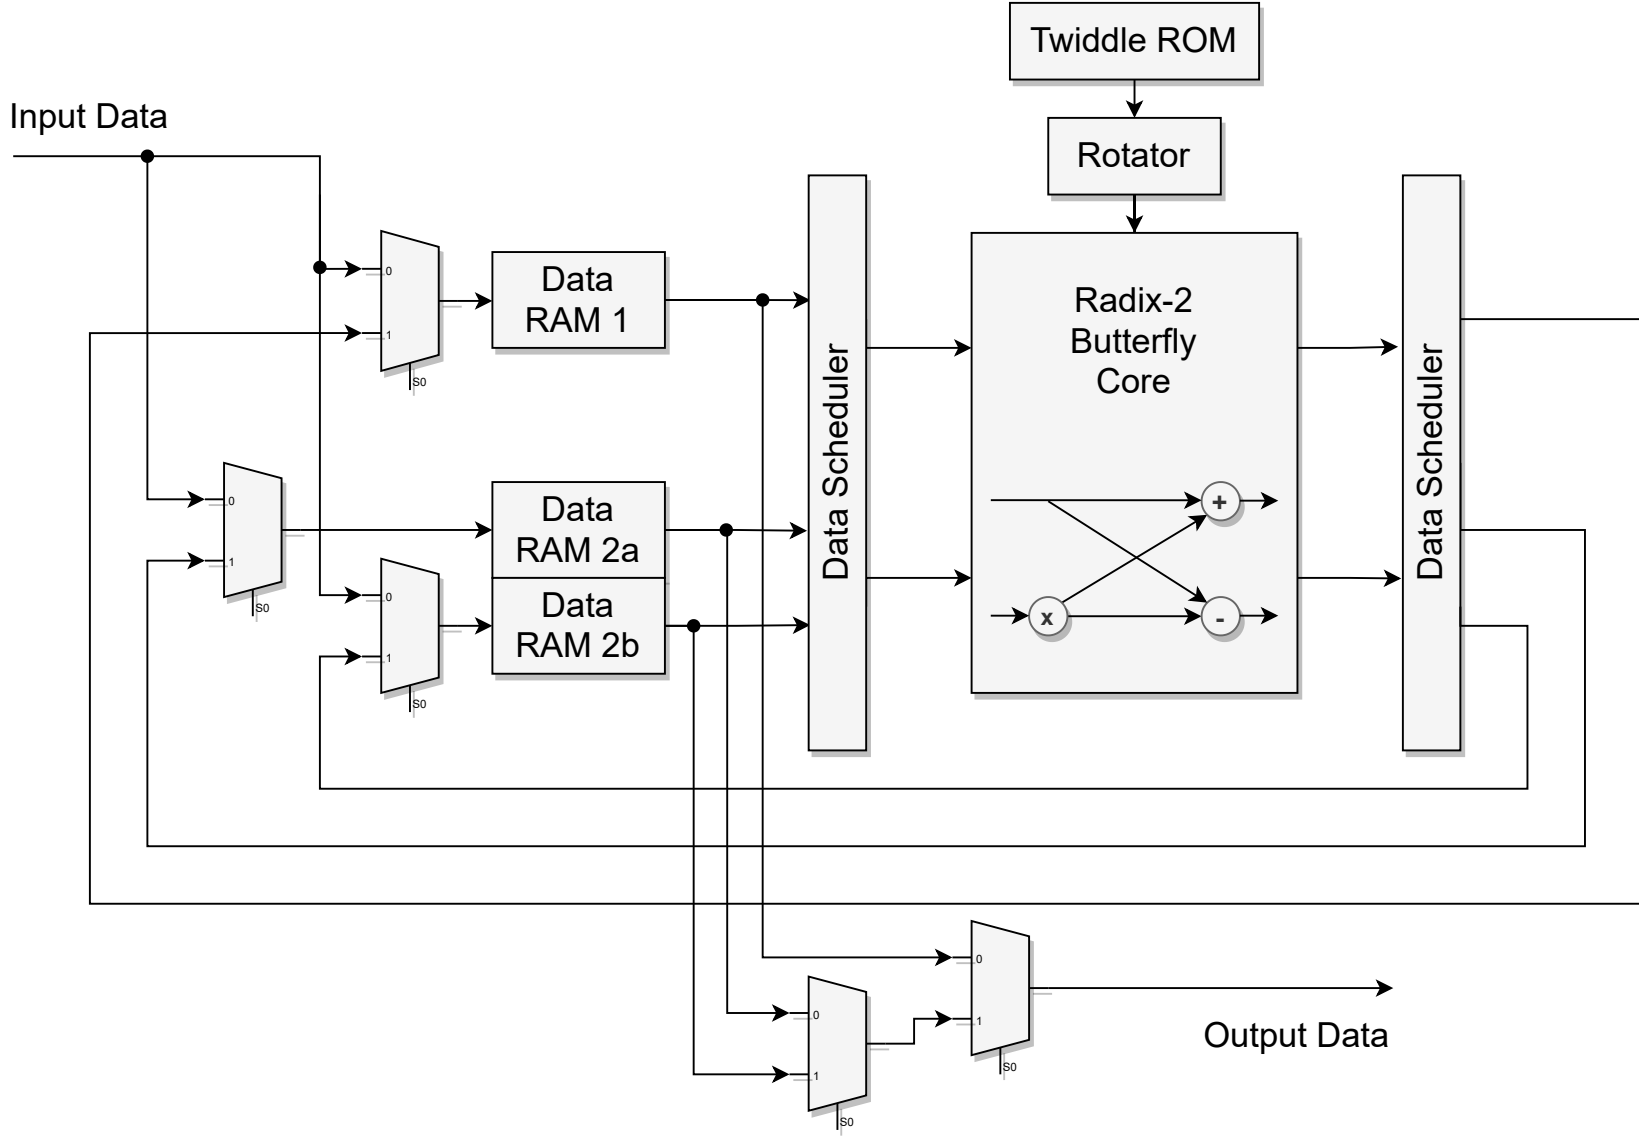 Twiddle ROM
Input Data
Rotator
0
1
S0
Data
RAM 1
Radix-2
Butterfly
Core
Data Scheduler
Data Scheduler
0
1
S0
Data
RAM 2a
+
0
1
S0
Data
RAM 2b
x
-
0
1
S0
0
1
S0
Output Data